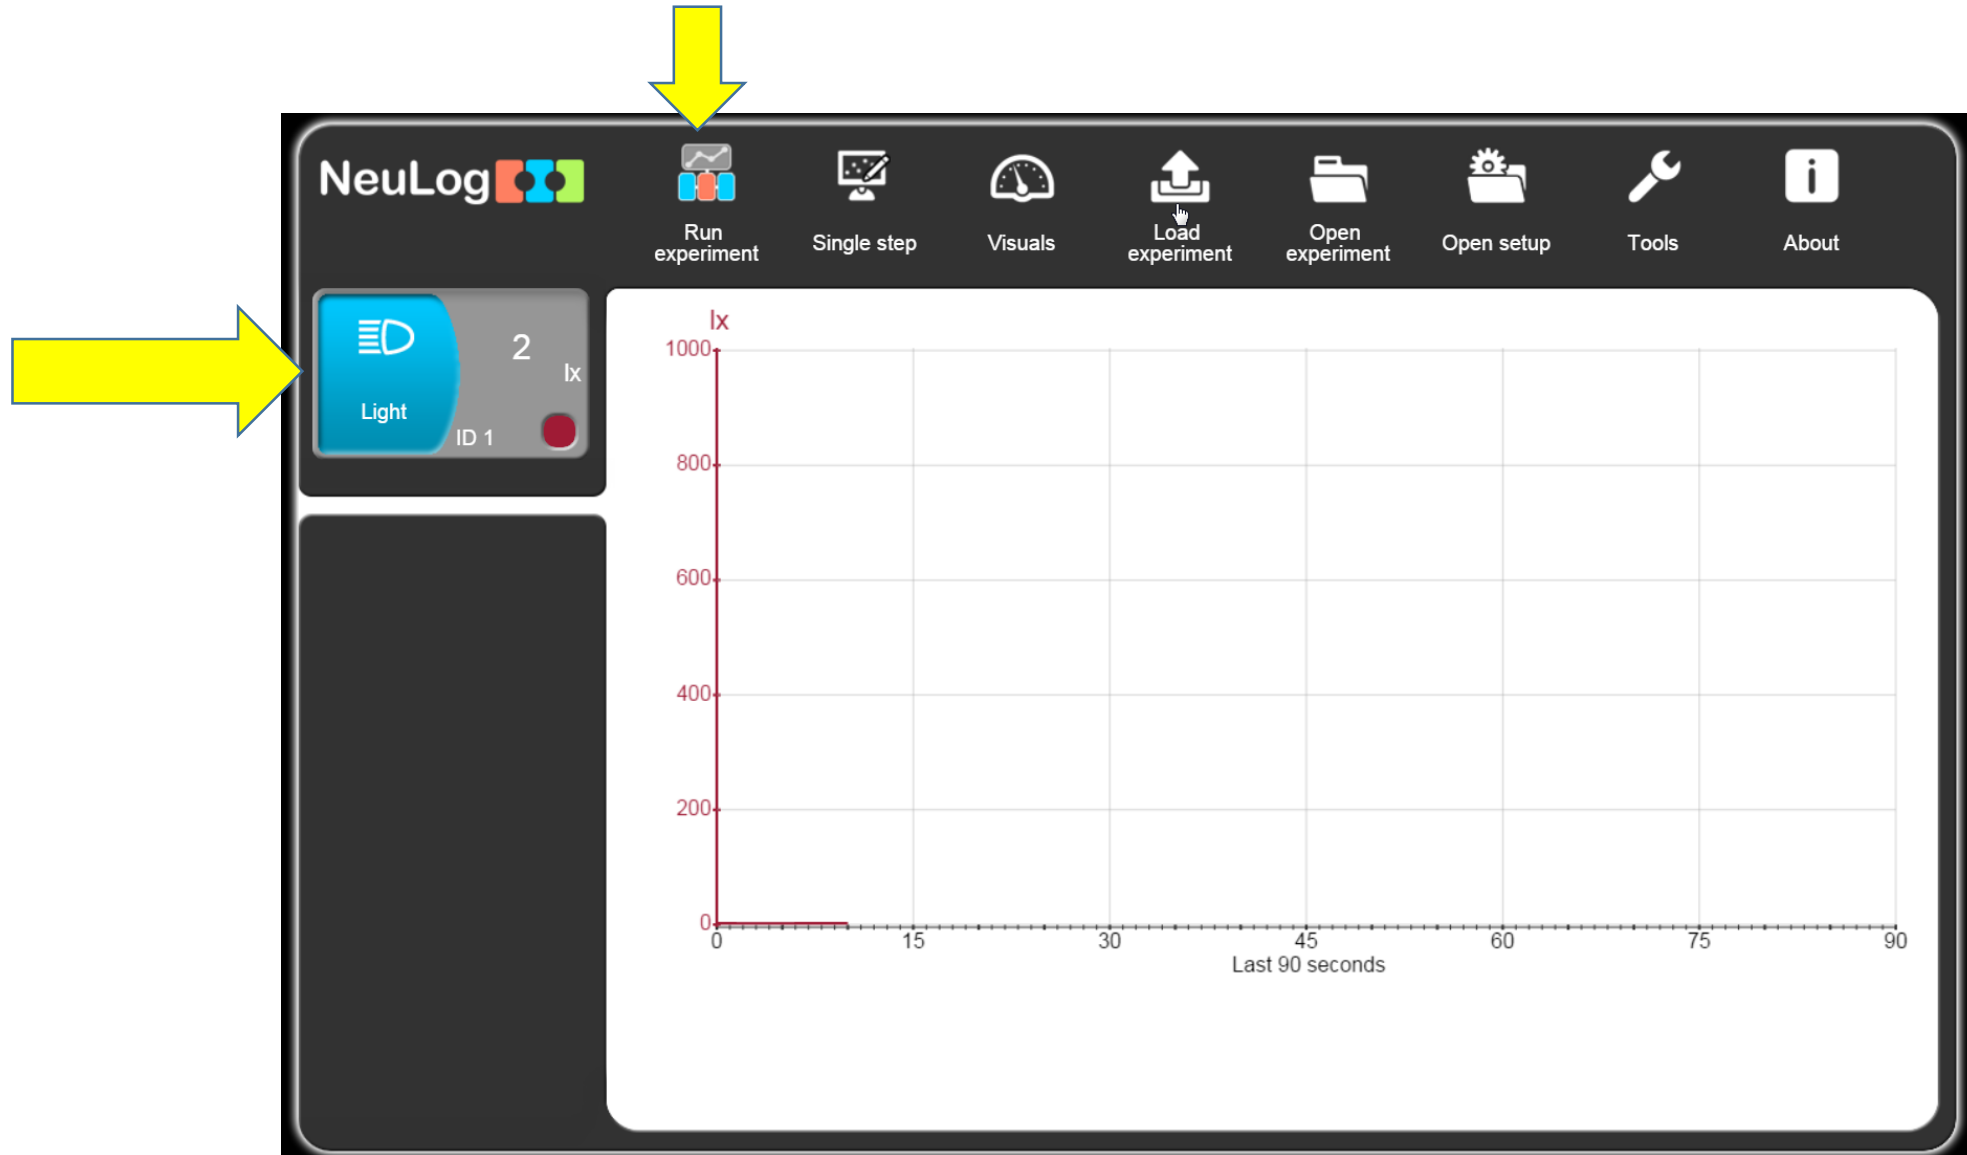 NeuLog
Run
experiment
Single step
Visuals
Load
experiment
Open
experiment
Open setup
Tools
i
About
2
lx
Light
ID 1
lx
1000
800
600
400
200
0
0 15 30 45 60 75 90
Last 90 seconds